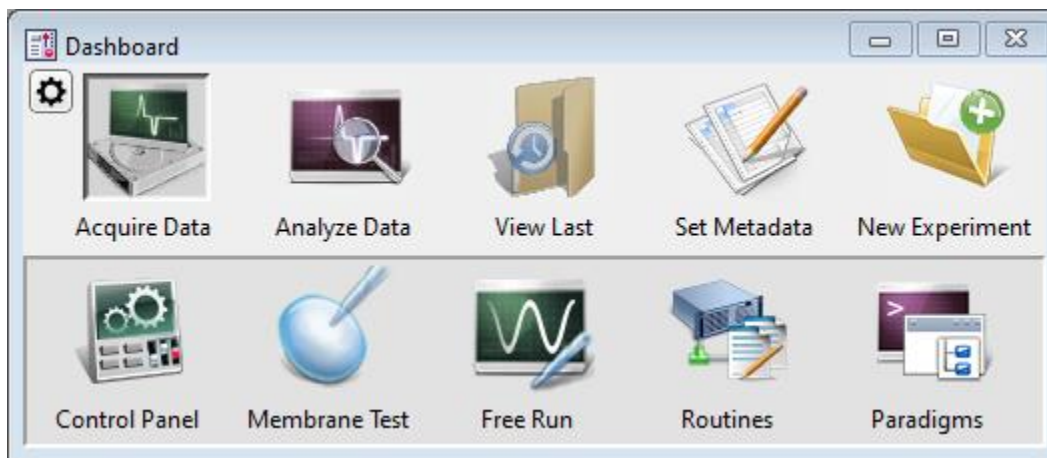 Dashboard
Acquire Data
Analyze Data
View Last
Set Metadata
New Experiment
Control Panel
Membrane Test
Free Run
Routines
Paradigms